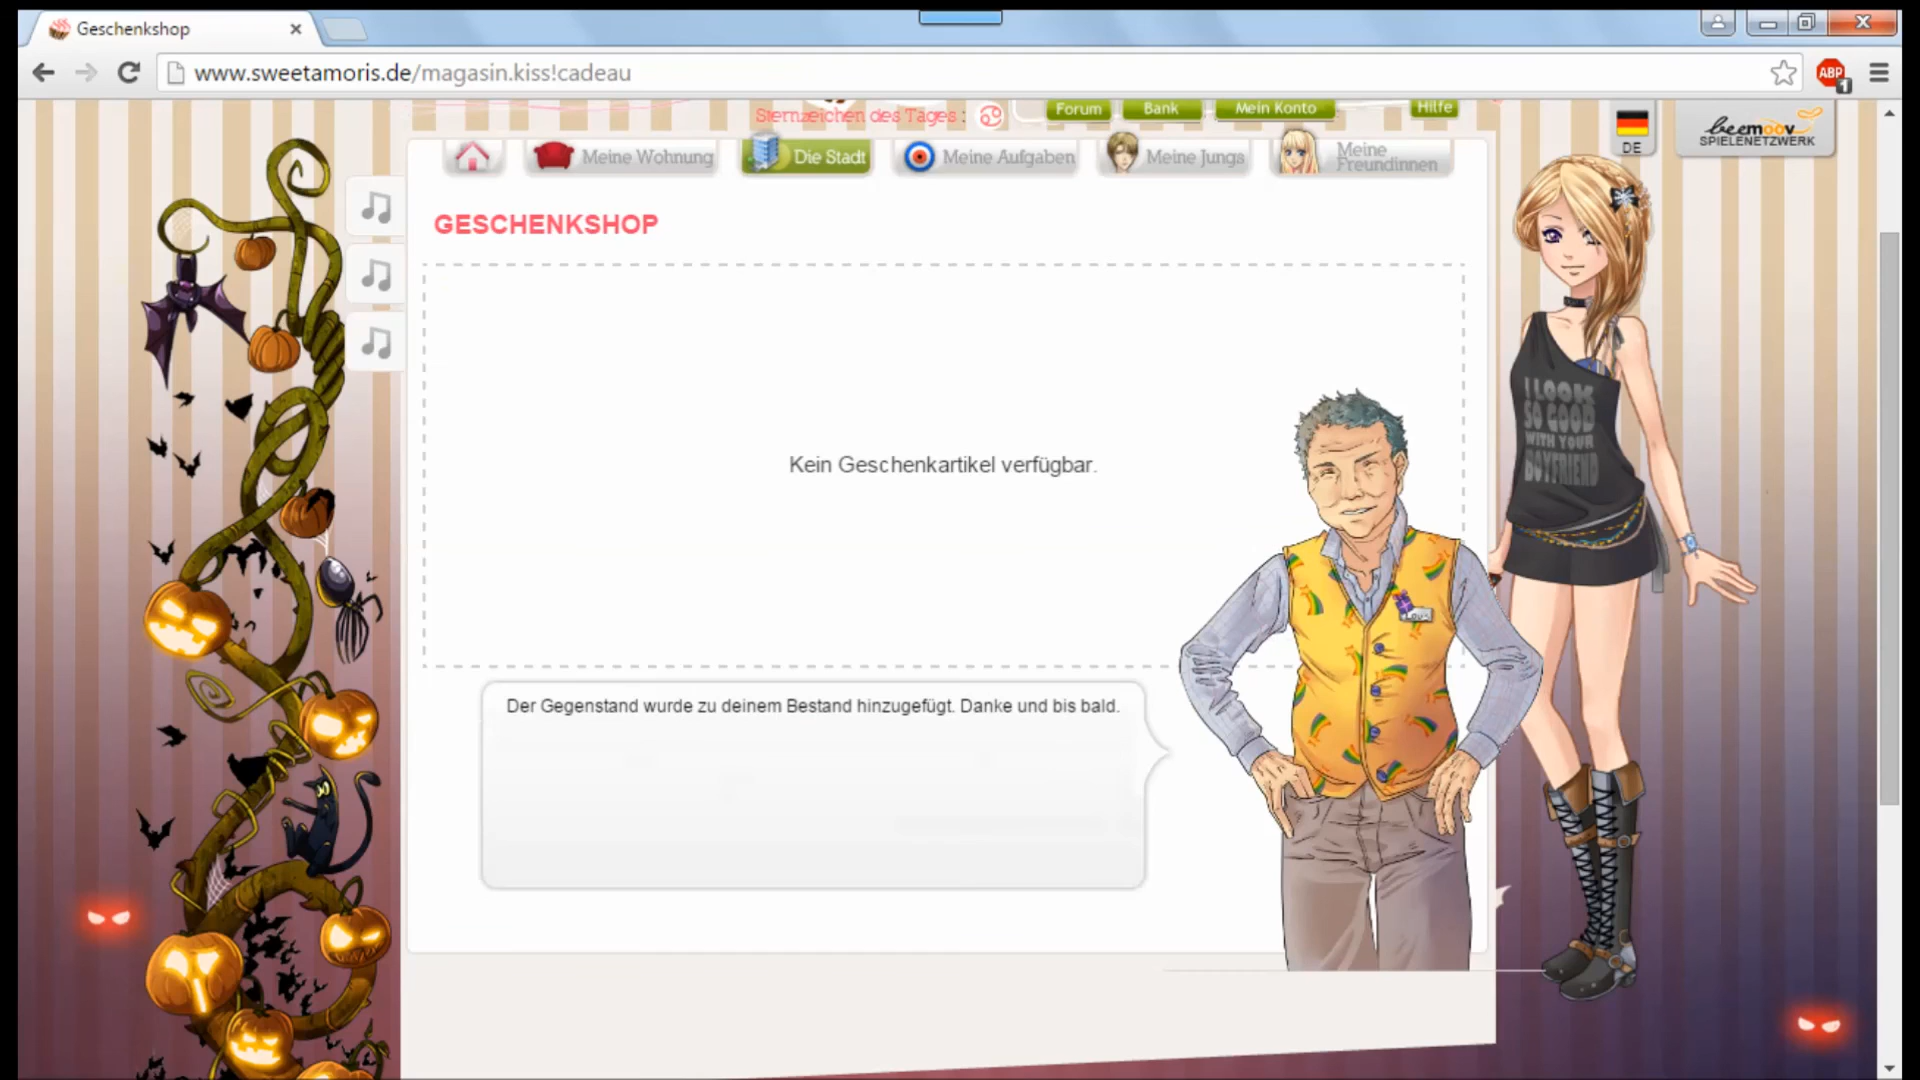 Geschenkshop
www.sweetamoris.de/magasin.kiss!cadeau
ABP
1
Sternzeichen des Tages :
Forum
Bank
Mein Konto
Hilfe
DE
beemoov
SPIELENETZWERK
Meine Wohnung
Die Stadt
Meine Aufgaben
Meine Jungs
Meine
Freundinnen
GESCHENKSHOP
I LOOK
SO GOOD
WITH YOUR
BOYFRIEND
Kein Geschenkartikel verfügbar.
Der Gegenstand wurde zu deinem Bestand hinzugefügt. Danke und bis bald.